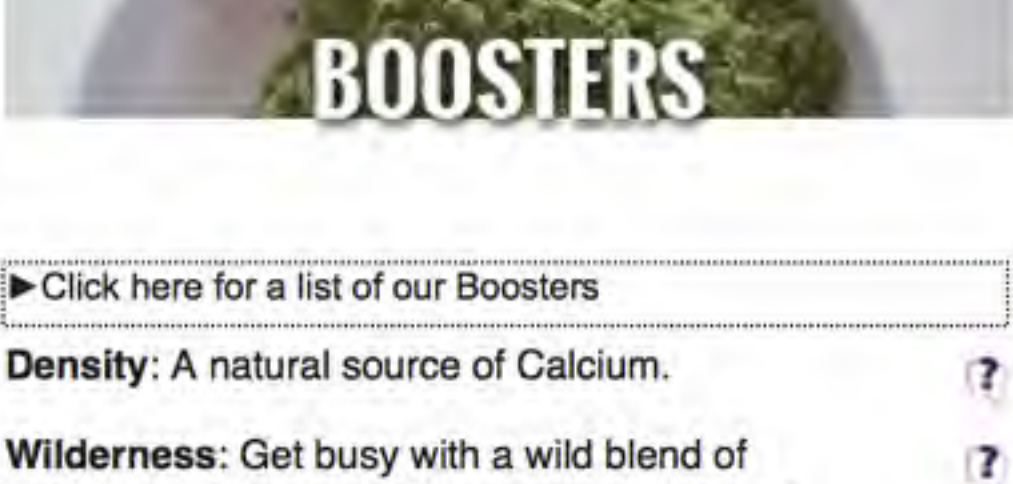 BOOSTERS
►Click here for a list of our Boosters
Density: A natural source of Calcium.
?
Wilderness: Get busy with a wild blend of
?